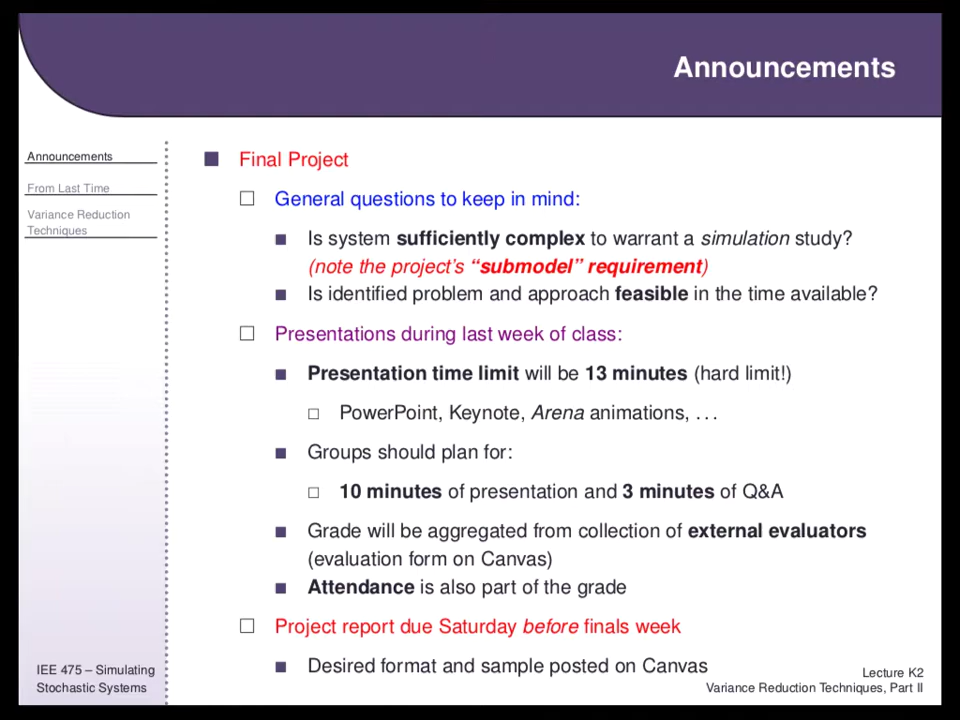 Announcements
Announcements
From Last Time
Variance Reduction
Techniques
Final Project
General questions to keep in mind:
Is system sufficiently complex to warrant a simulation study?
(note the project's “submodel” requirement)
Is identified problem and approach feasible in the time available?
Presentations during last week of class:
Presentation time limit will be 13 minutes (hard limit!)
PowerPoint, Keynote, Arena animations, ...
Groups should plan for:
10 minutes of presentation and 3 minutes of Q&A
Grade will be aggregated from collection of external evaluators
(evaluation form on Canvas)
Attendance is also part of the grade
Project report due Saturday before finals week
Desired format and sample posted on Canvas
IEE 475 – Simulating
Stochastic Systems
Lecture K2
Variance Reduction Techniques, Part II